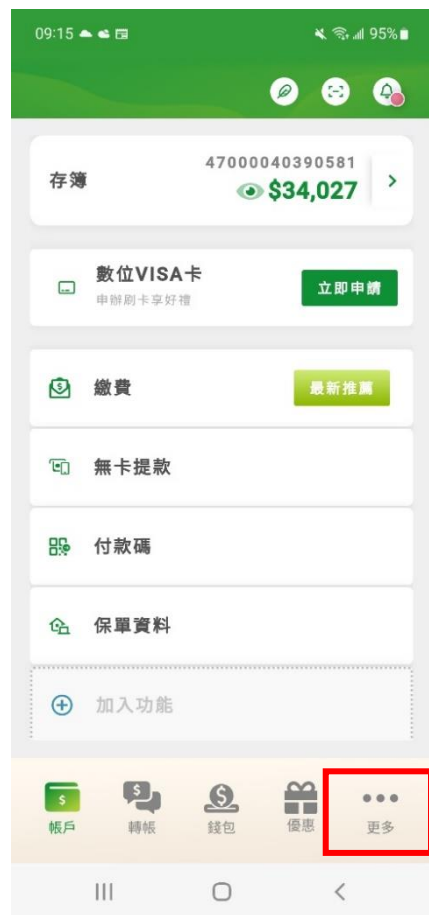 09:15 95%
存簿
47000040390581
$34,027
數位VISA卡
申辦刷卡享好禮
立即申請
繳費
最新推薦
無卡提款
付款碼
保單資料
加入功能
帳戶 轉帳 錢包 優惠 更多